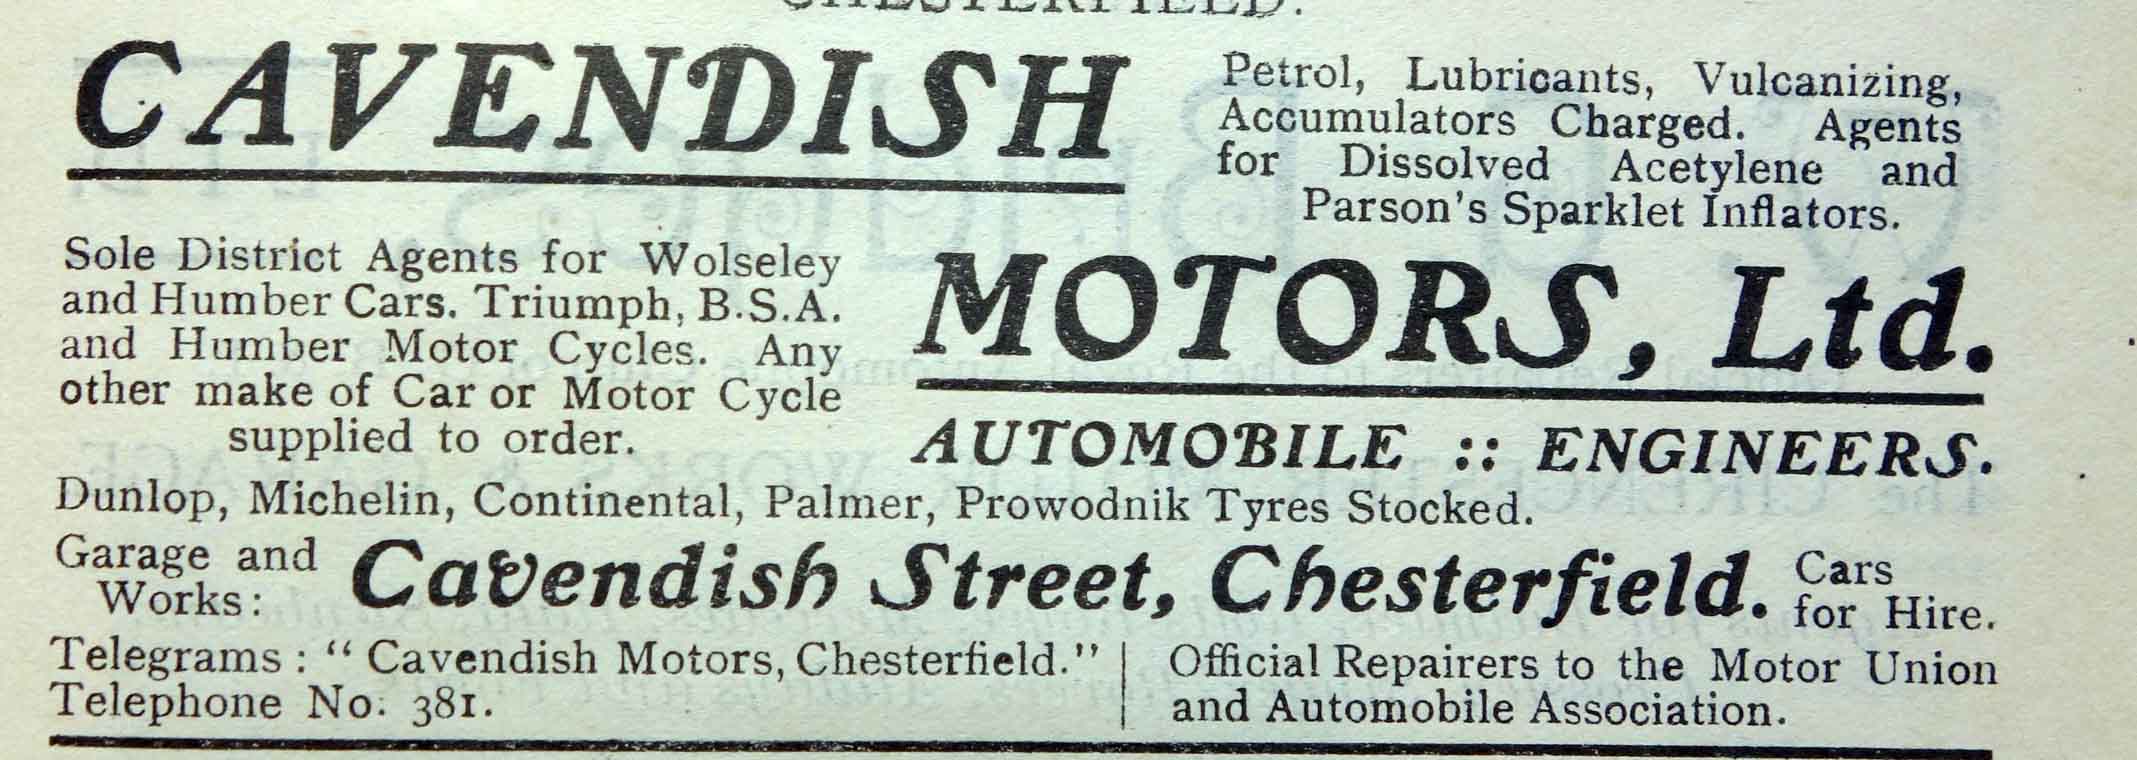 CHESTERFIELD.
CAVENDISH
Petrol, Lubricants, Vulcanizing,
Accumulators Charged. Agents
for Dissolved Acetylene and
Parson's Sparklet Inflators.
Sole District Agents for Wolseley
and Humber Cars. Triumph, B.S.A.
and Humber Motor Cycles. Any
other make of Car or Motor Cycle
supplied to order.
MOTORS, Ltd.
AUTOMOBILE :: ENGINEERS.
Dunlop, Michelin, Continental, Palmer, Prowodnik Tyres Stocked.
Garage and
Works:
Cavendish Street, Chesterfield.
Cars
for Hire.
Telegrams: "Cavendish Motors, Chesterfield."
Telephone No. 381.
Official Repairers to the Motor Union
and Automobile Association.